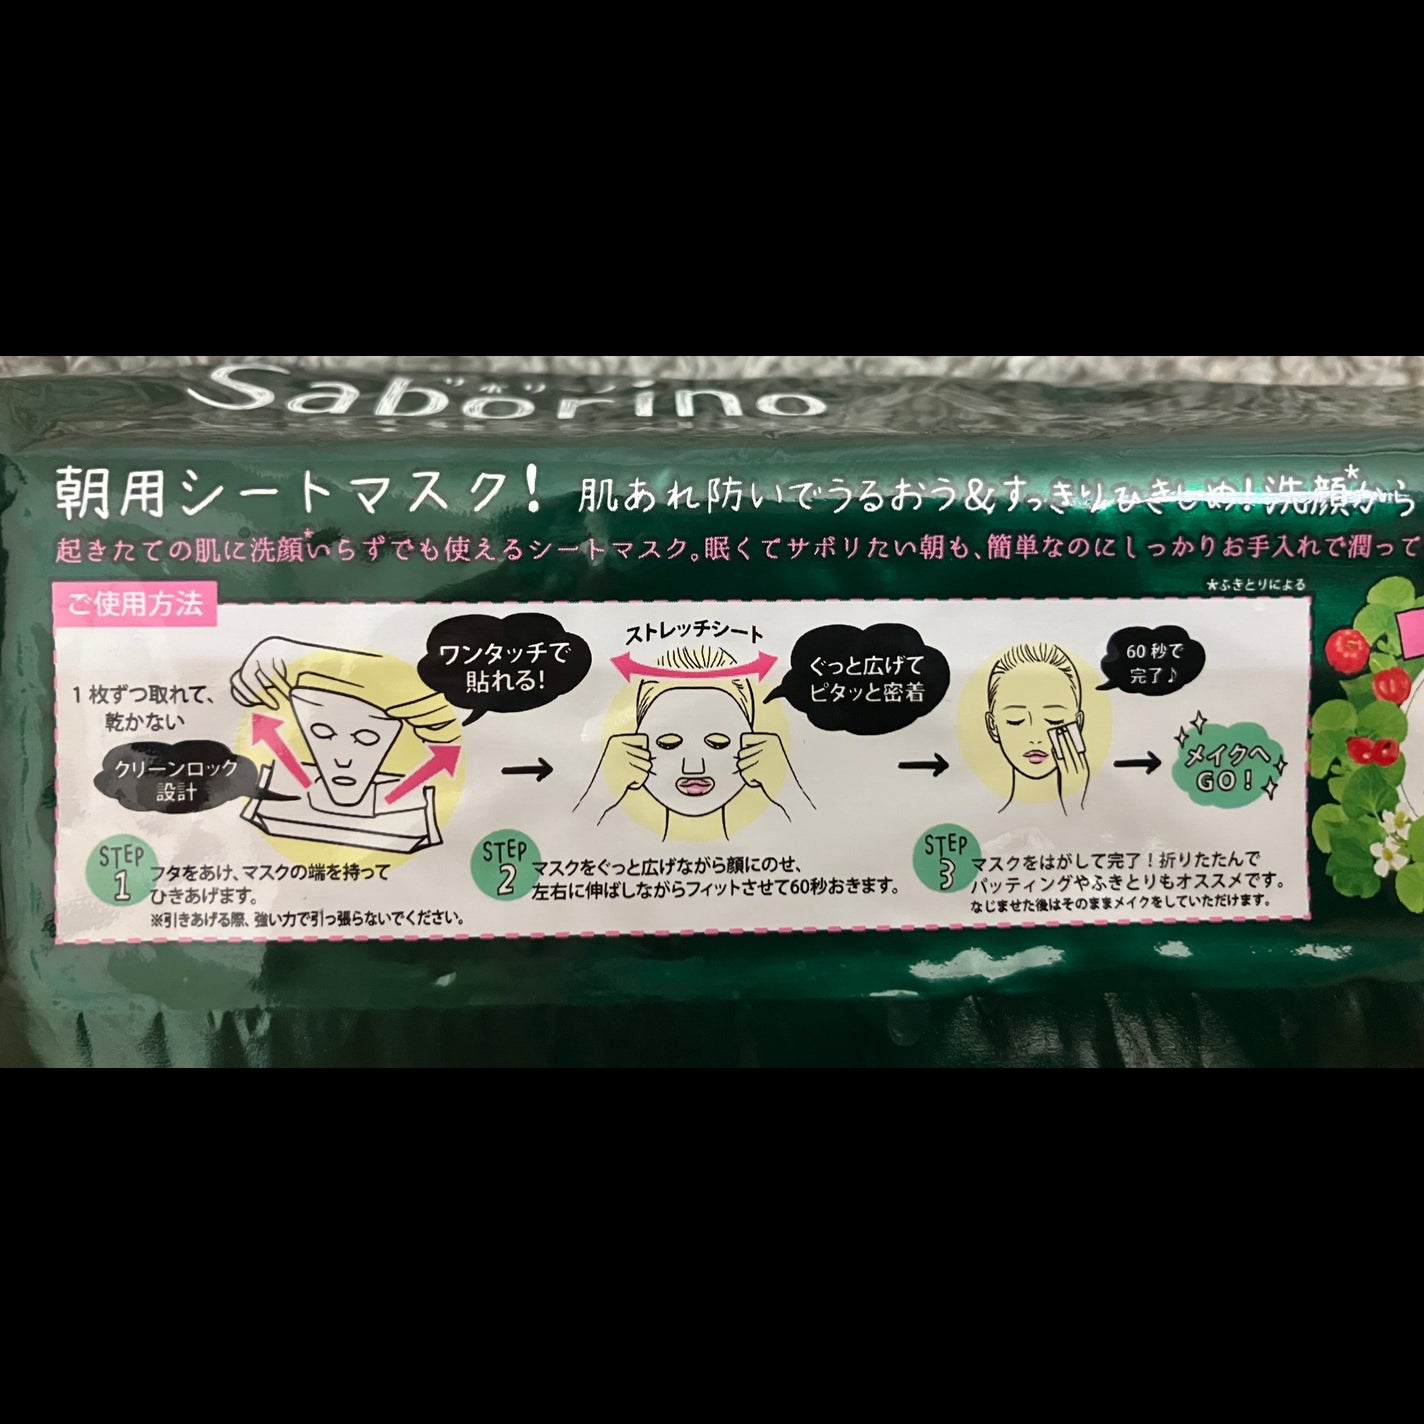 Saborino
サボリーノ
朝用シートマスク! 肌あれ防いでうるおう&すっきりひきしめ!洗顔*から
起きたての肌に洗顔*いらずでも使えるシートマスク。眠くてサボりたい朝も、簡単なのにしっかりお手入れで潤って
*ふきとりによる
ご使用方法
1枚ずつ取れて、
乾かない
クリーンロック
設計
ワンタッチで
貼れる!
STEP
1
フタをあけ、マスクの端を持って
ひきあげます。
※引きあげる際、強い力で引っ張らないでください。
→
ストレッチシート
ぐっと広げて
ピタッと密着
STEP
2
マスクをぐっと広げながら顔にのせ、
左右に伸ばしながらフィットさせて60秒おきます。
→
60秒で
完了♪
STEP
3
マスクをはがして完了!折りたたんで
パッティングやふきとりもオススメです。
なじませた後はそのままメイクをしていただけます。
→
メイクへ
GO!